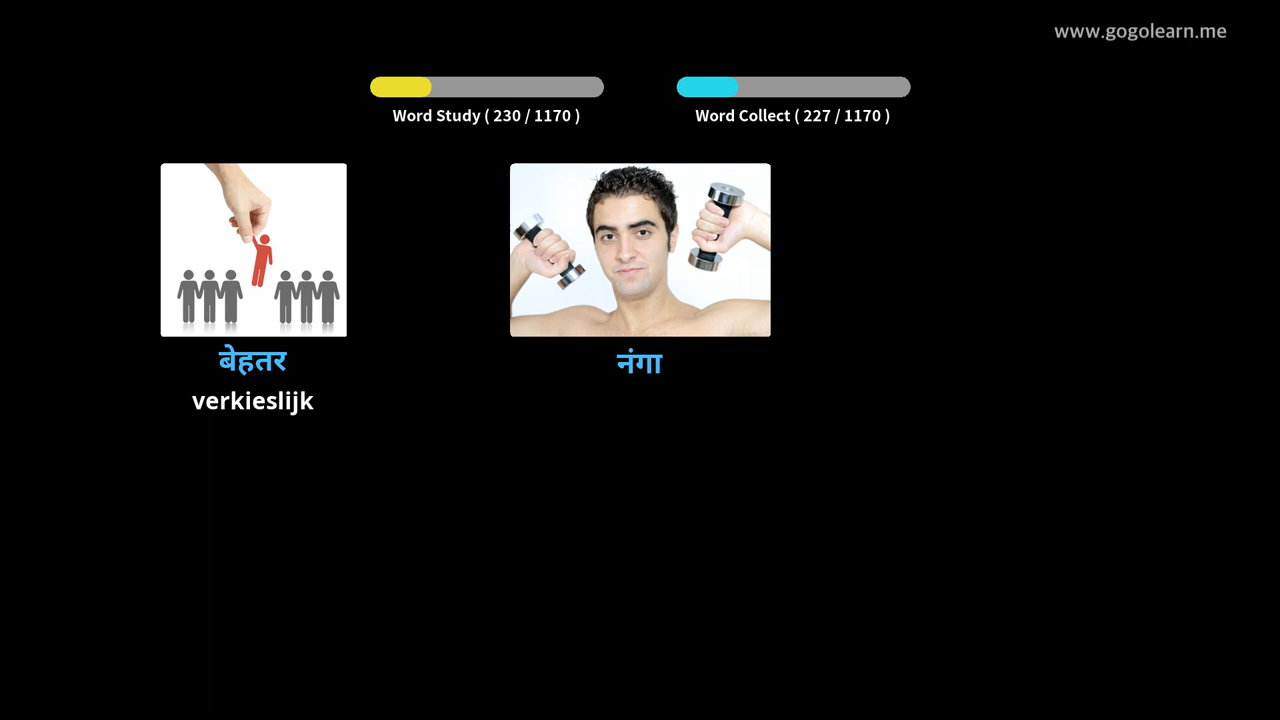 www.gogolearn.me
Word Study ( 230 / 1170 )
Word Collect ( 227 / 1170 )
बेहतर
verkieslijk
नंगा